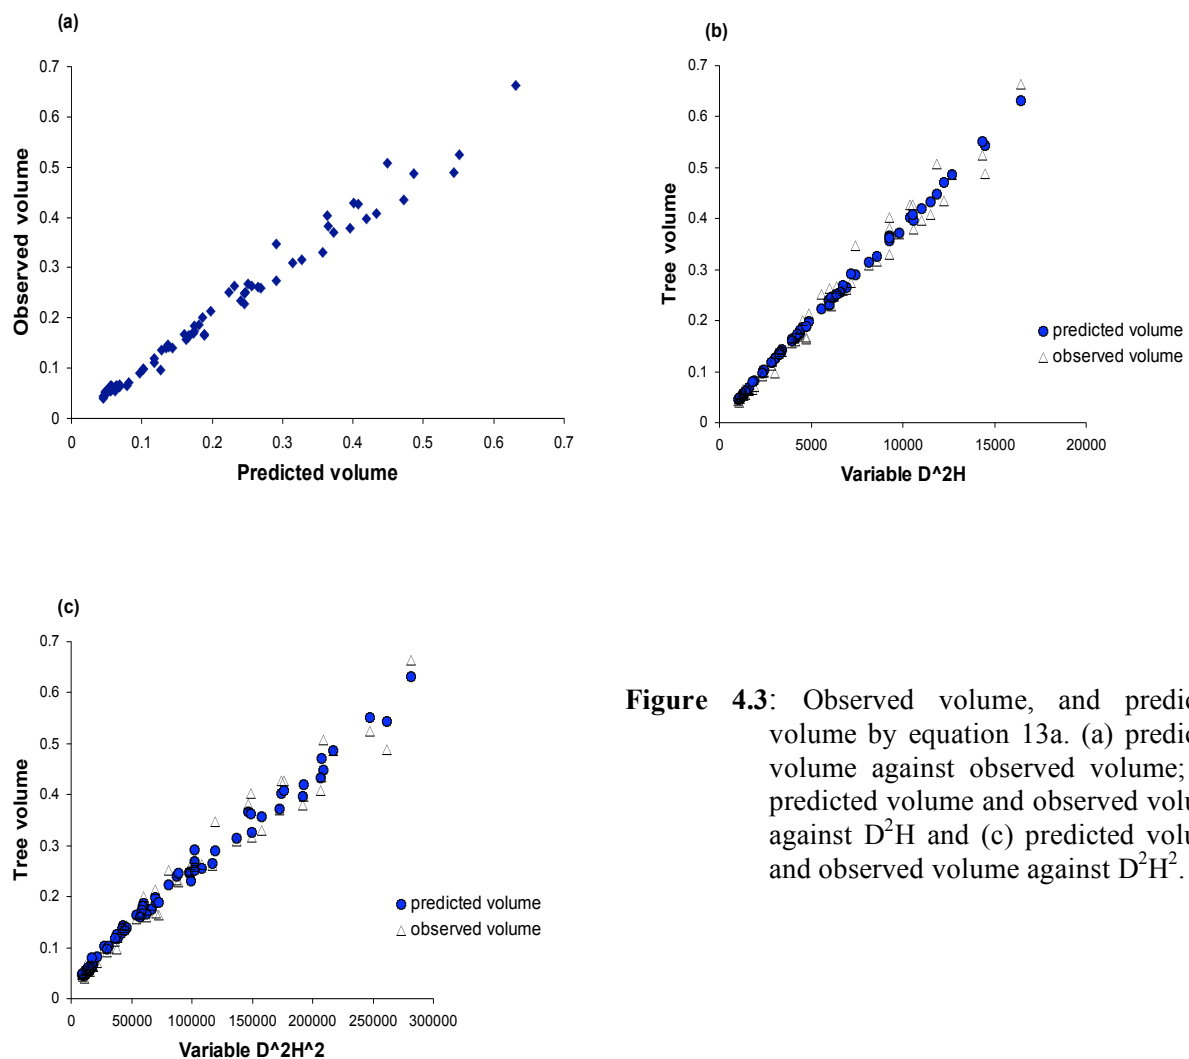 (a)
0.7
0.6
0.5
0.4
0.3
0.2
0.1
0
Observed volume
0 0.1 0.2 0.3 0.4 0.5 0.6 0.7
Predicted volume
(b)
0.7
0.6
0.5
0.4
0.3
0.2
0.1
0
Tree volume
predicted volume
observed volume
0 5000 10000 15000 20000
Variable D^2H
(c)
0.7
0.6
0.5
0.4
0.3
0.2
0.1
0
Tree volume
predicted volume
observed volume
0 50000 100000 150000 200000 250000 300000
Variable D^2H^2
Figure 4.3: Observed volume, and
volume by equation 13a. (a)
volume against observed volume;
predicted volume and observed
against D²H and (c) predicted
and observed volume against D²H².